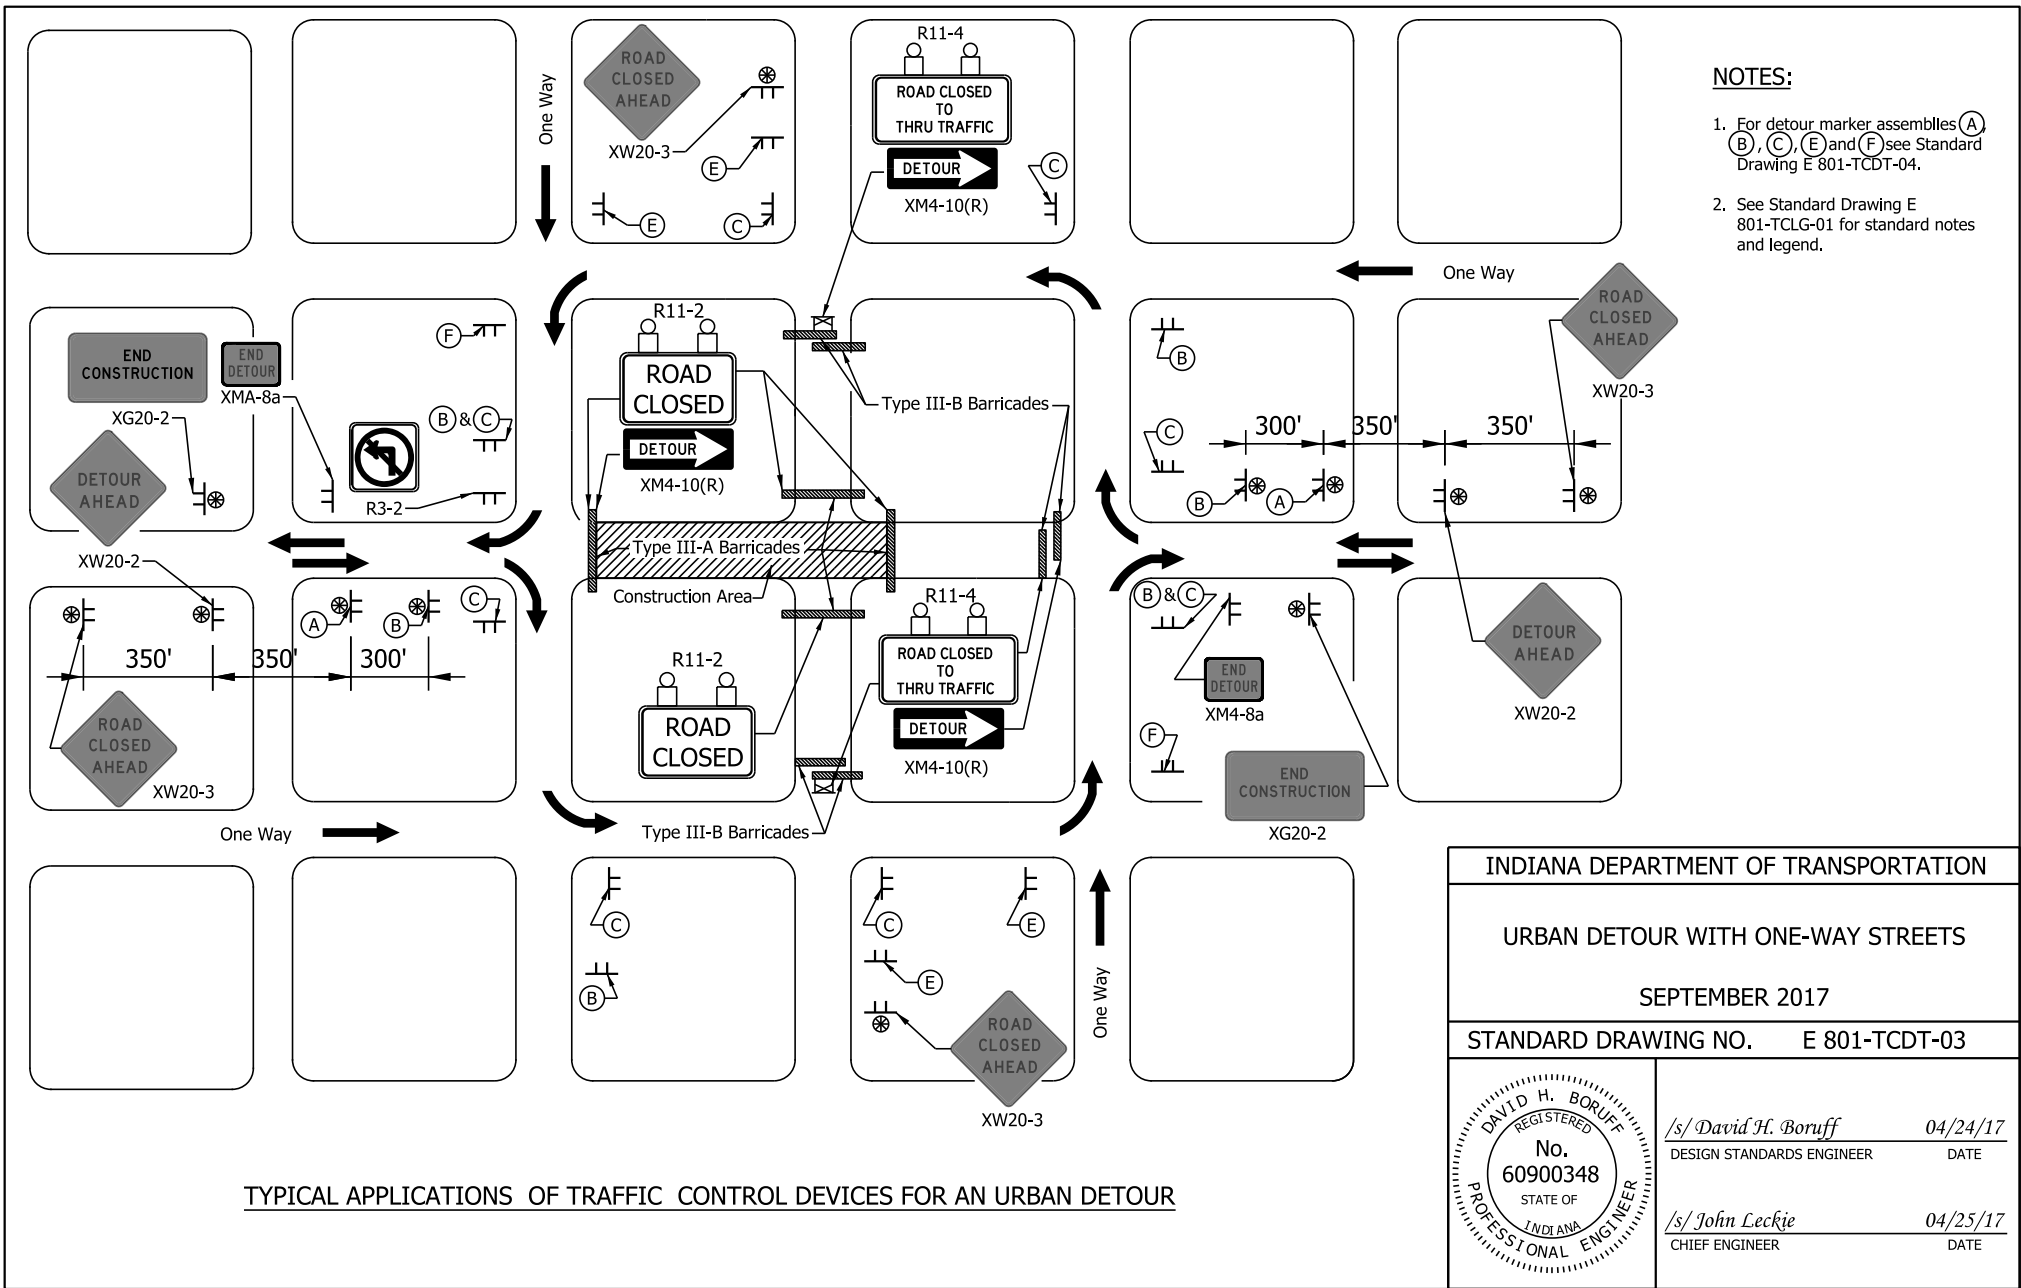 ROAD
CLOSED
AHEAD
XW20-3
E
E
C
One Way
R11-4
ROAD CLOSED
TO
THRU TRAFFIC
DETOUR
XM4-10(R)
C
NOTES:
1. For detour marker assemblies A,
B, C, E and F see Standard
Drawing E 801-TCDT-04.
2. See Standard Drawing E
801-TCLG-01 for standard notes
and legend.
One Way
ROAD
CLOSED
AHEAD
XW20-3
END
CONSTRUCTION
XG20-2
END
DETOUR
XMA-8a
F
B & C
R3-2
DETOUR
AHEAD
XW20-2
R11-2
ROAD
CLOSED
DETOUR
XM4-10(R)
Type III-B Barricades
B
C
300'
350'
350'
B
A
Type III-A Barricades
Construction Area
A
B
C
350'
350'
300'
ROAD
CLOSED
AHEAD
XW20-3
R11-2
ROAD
CLOSED
R11-4
ROAD CLOSED
TO
THRU TRAFFIC
DETOUR
XM4-10(R)
B & C
END
DETOUR
XM4-8a
F
END
CONSTRUCTION
XG20-2
DETOUR
AHEAD
XW20-2
One Way
Type III-B Barricades
C
B
C
E
E
ROAD
CLOSED
AHEAD
XW20-3
One Way
INDIANA DEPARTMENT OF TRANSPORTATION
URBAN DETOUR WITH ONE-WAY STREETS
SEPTEMBER 2017
STANDARD DRAWING NO. E 801-TCDT-03
DAVID H. BORUFF
REGISTERED
No.
60900348
STATE OF
INDIANA
PROFESSIONAL ENGINEER
/s/ David H. Boruff 04/24/17
DESIGN STANDARDS ENGINEER DATE
/s/ John Leckie 04/25/17
CHIEF ENGINEER DATE
TYPICAL APPLICATIONS OF TRAFFIC CONTROL DEVICES FOR AN URBAN DETOUR